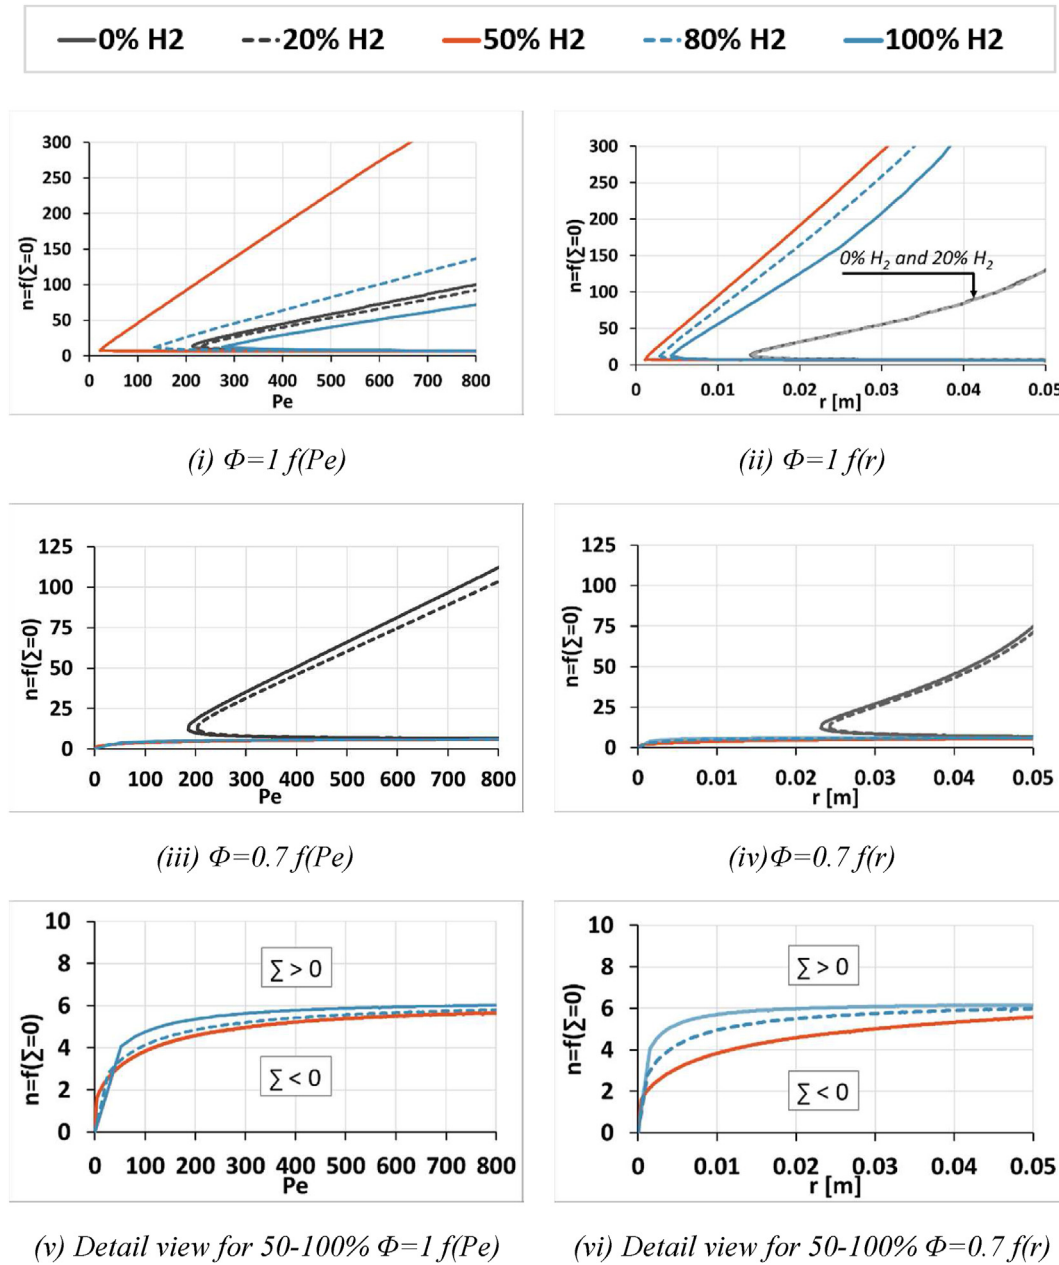 0% H2 20% H2 50% H2 80% H2 100% H2
300
250
200
150
100
50
0
n=f(∑=0)
0 100 200 300 400 500 600 700 800
Pe
(i) Φ=1 f(Pe)
300
250
200
150
100
50
0
n=f(∑=0)
0% H₂ and 20% H₂
0 0.01 0.02 0.03 0.04 0.05
r [m]
(ii) Φ=1 f(r)
125
100
75
50
25
0
n=f(∑=0)
0 100 200 300 400 500 600 700 800
Pe
(iii) Φ=0.7 f(Pe)
125
100
75
50
25
0
n=f(∑=0)
0 0.01 0.02 0.03 0.04 0.05
r [m]
(iv)Φ=0.7 f(r)
10
8
6
4
2
0
n=f(∑=0)
∑ > 0
∑ < 0
0 100 200 300 400 500 600 700 800
Pe
(v) Detail view for 50-100% Φ=1 f(Pe)
10
8
6
4
2
0
n=f(∑=0)
∑ > 0
∑ < 0
0 0.01 0.02 0.03 0.04 0.05
r [m]
(vi) Detail view for 50-100% Φ=0.7 f(r)